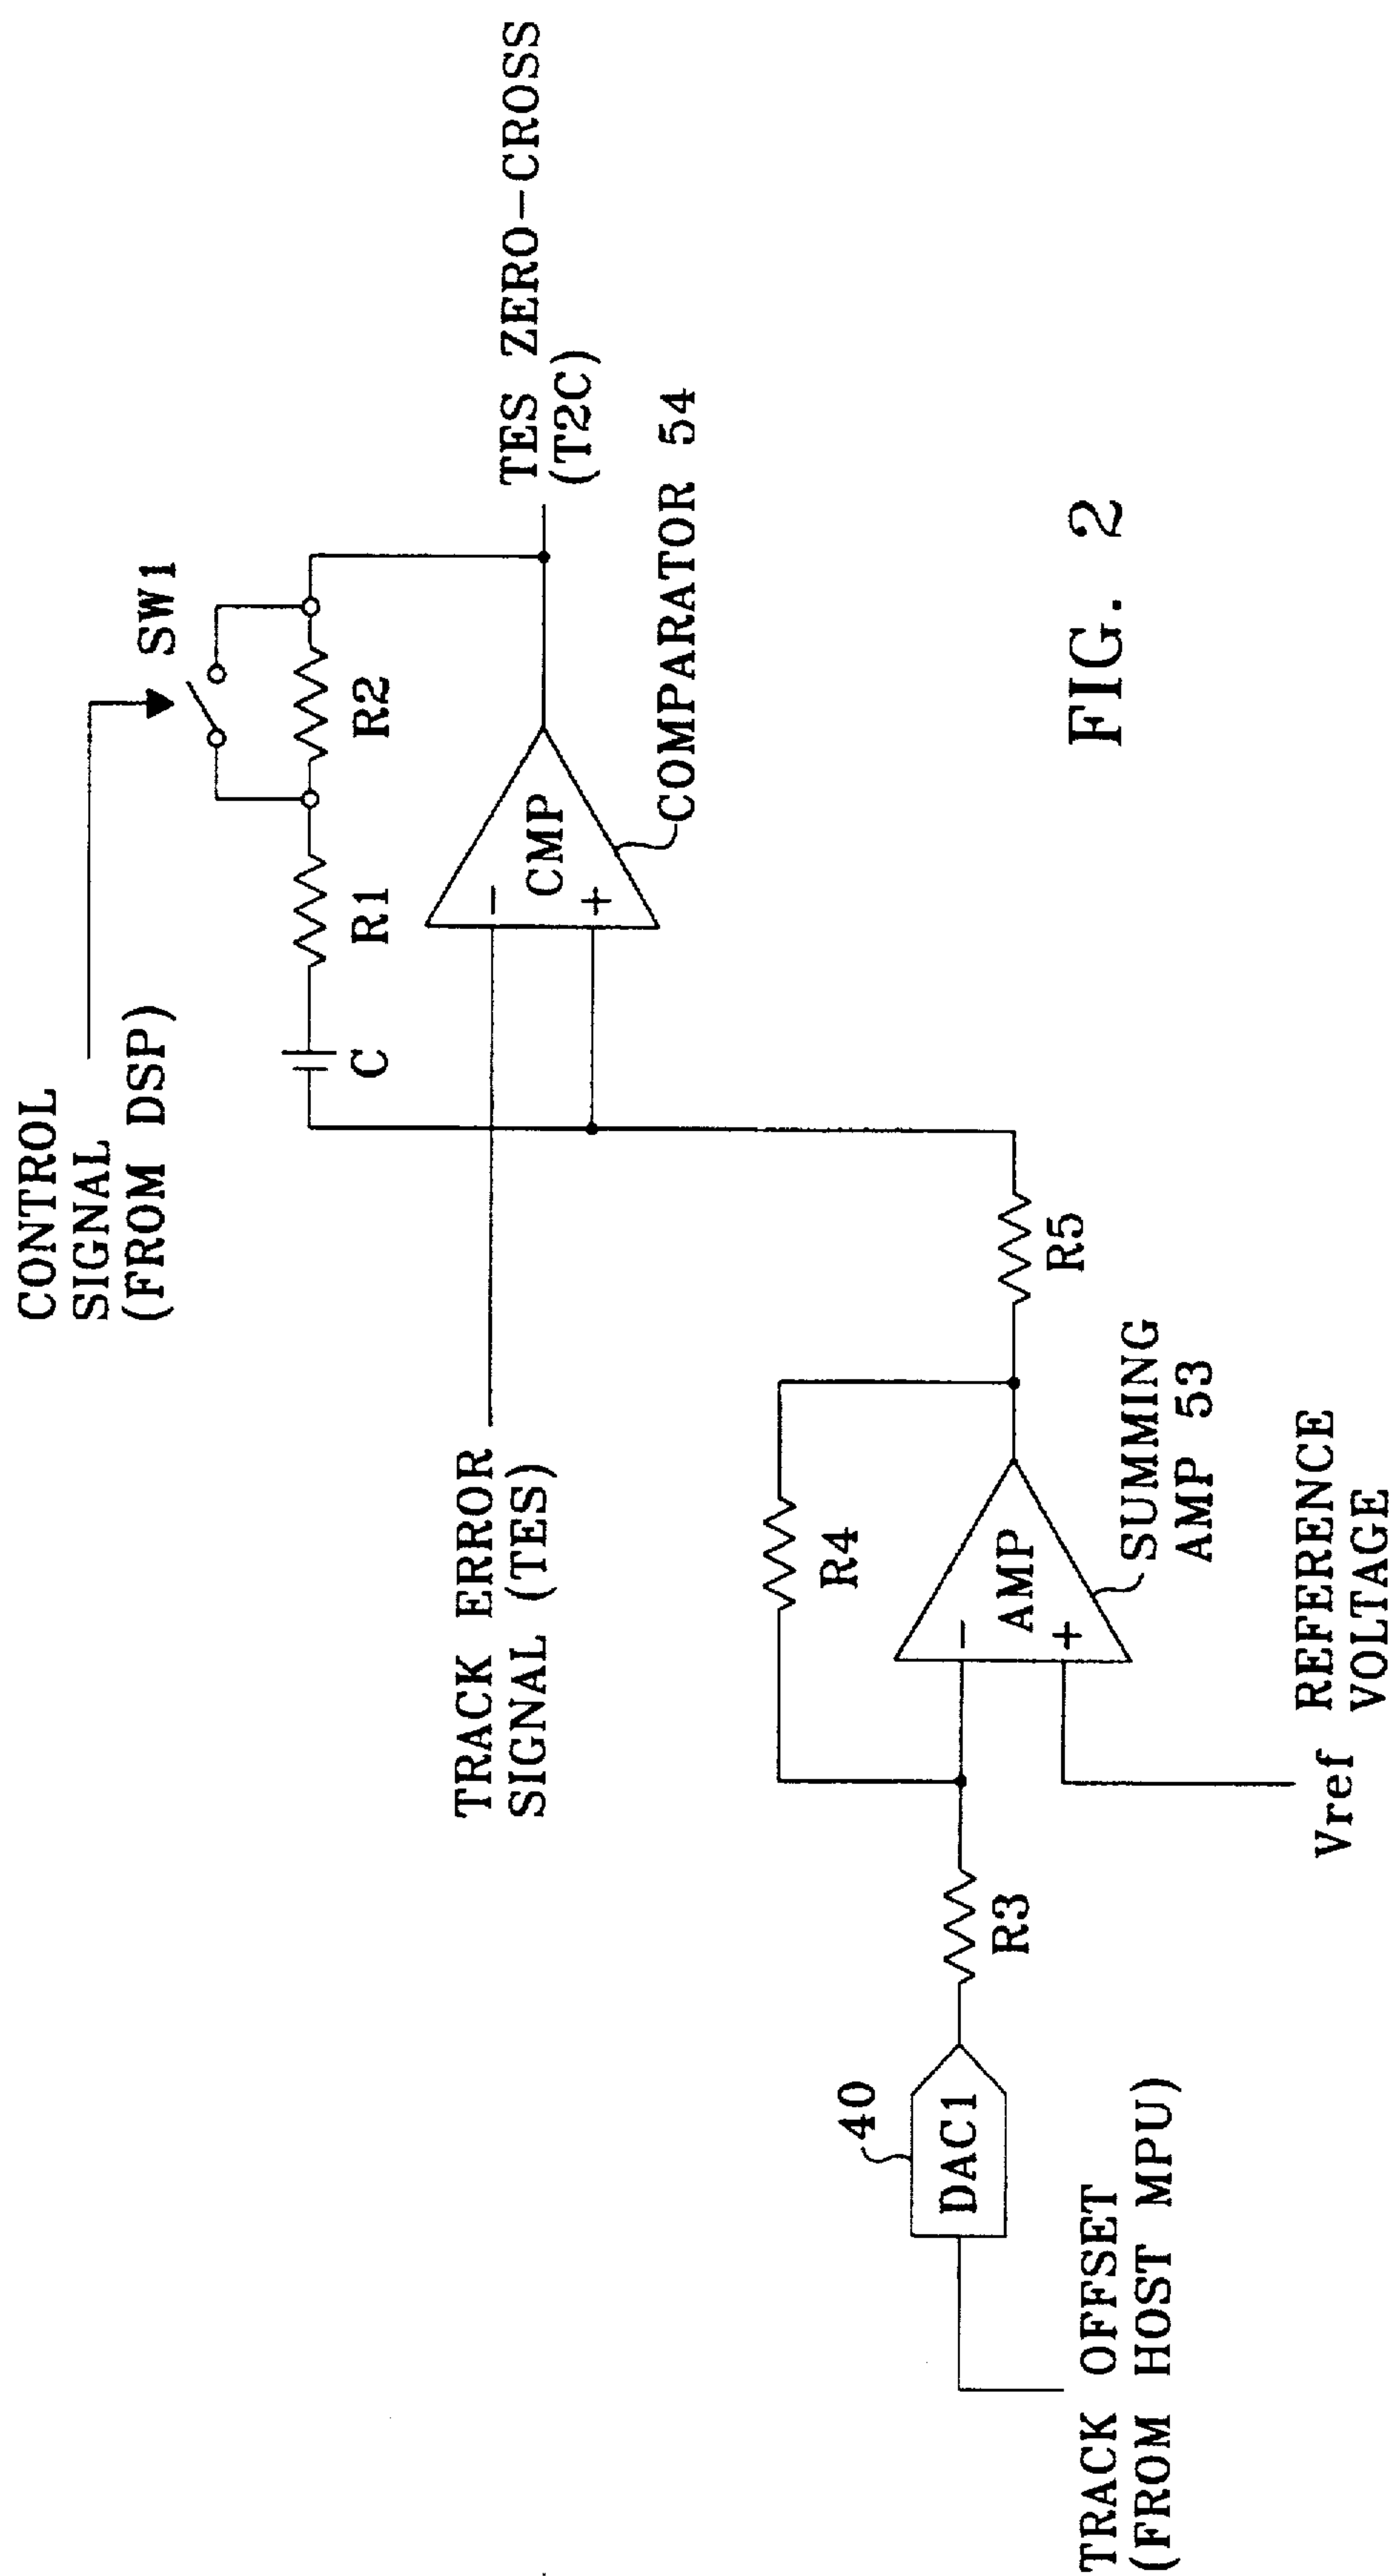 CONTROL
SIGNAL
(FROM DSP)
SW1
C
R1
R2
TRACK ERROR
SIGNAL (TES)
-
+
CMP
TES ZERO-CROSS
(T2C)
COMPARATOR 54
R4
R5
40
DAC1
R3
-
+
AMP
SUMMING
AMP 53
TRACK OFFSET
(FROM HOST MPU)
Vref REFERENCE
VOLTAGE
FIG. 2